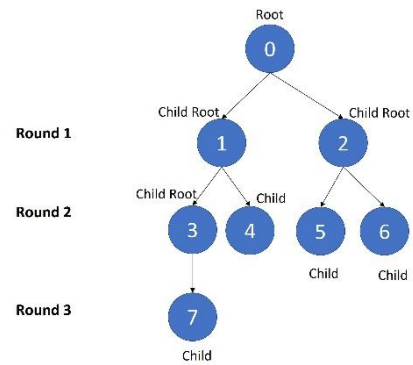 Root
0
Child Root
Child Root
Round 1
1
2
Child Root
Child
Round 2
3
4
5
6
Child
Child
Round 3
7
Child